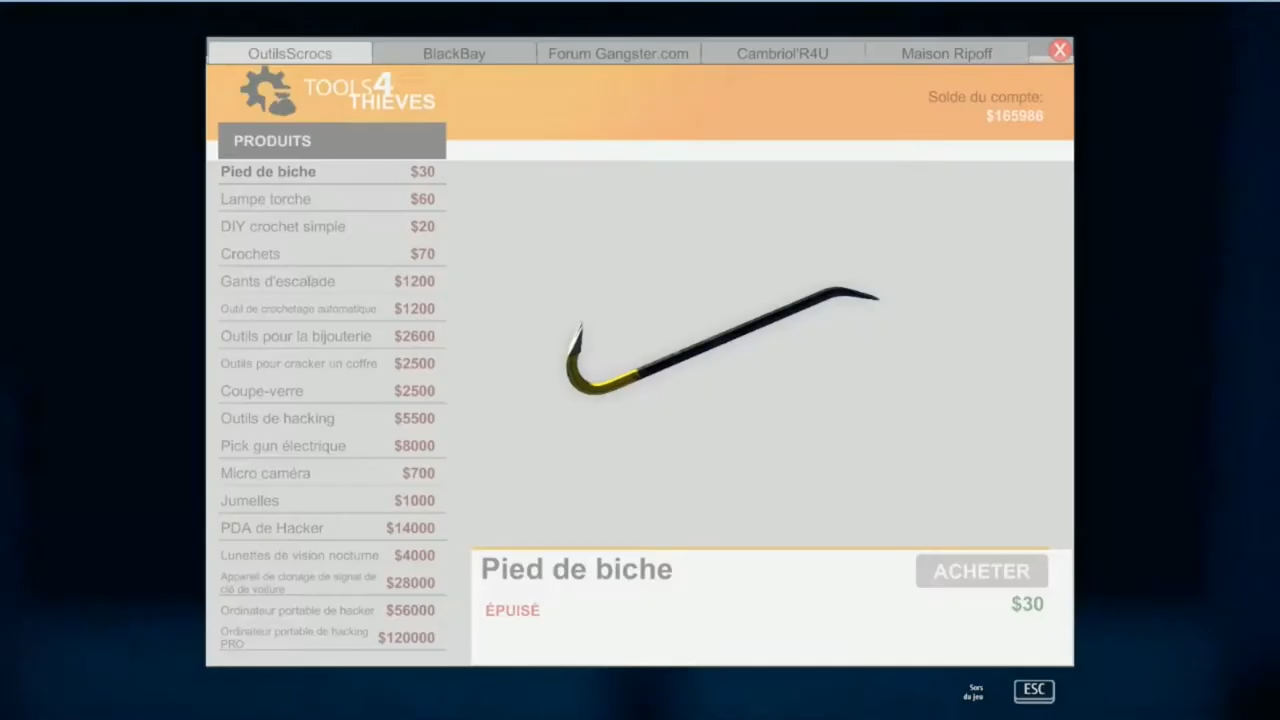 OutilsScrocs
BlackBay
Forum Gangster.com
Cambriol'R4U
Maison Ripoff
X
TOOLS 4
THIEVES
Solde du compte:
$165986
PRODUITS
Pied de biche $30
Lampe torche $60
DIY crochet simple $20
Crochets $70
Gants d'escalade $1200
Outil de crochetage automatique $1200
Outils pour la bijouterie $2600
Outils pour cracker un coffre $2500
Coupe-verre $2500
Outils de hacking $5500
Pick gun électrique $8000
Micro caméra $700
Jumelles $1000
PDA de Hacker $14000
Lunettes de vision nocturne $4000
Appareil de clonage de signal de
clé de voiture $28000
Ordinateur portable de hacker $56000
Ordinateur portable de hacking
PRO $120000
Pied de biche
ACHETER
ÉPUISÉ
$30
Sors
du jeu
ESC